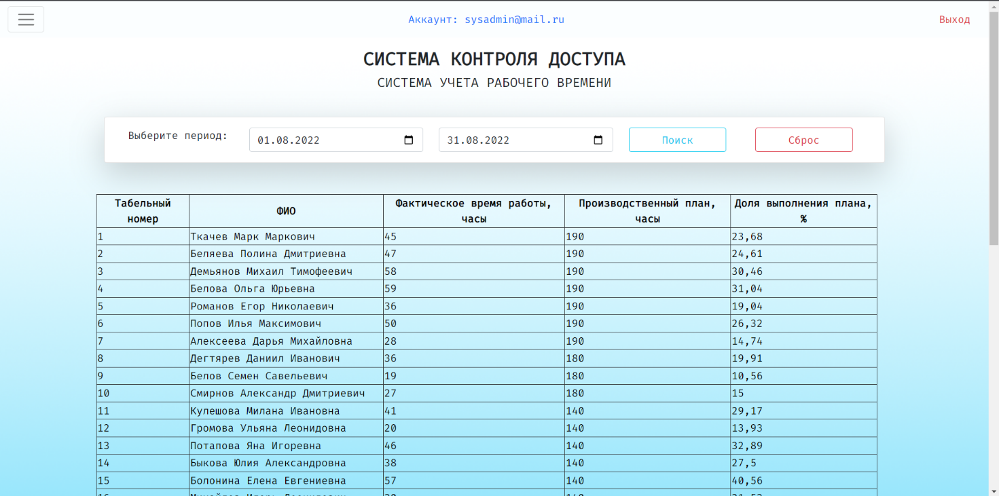 Аккаунт: sysadmin@mail.ru
Выход
СИСТЕМА КОНТРОЛЯ ДОСТУПА
СИСТЕМА УЧЕТА РАБОЧЕГО ВРЕМЕНИ
Выберите период: 01.08.2022 31.08.2022 Поиск Сброс
Табельный номер ФИО Фактическое время работы, часы Производственный план, часы Доля выполнения плана, %
1 Ткачев Марк Маркович 45 190 23,68
2 Беляева Полина Дмитриевна 47 190 24,61
3 Демьянов Михаил Тимофеевич 58 190 30,46
4 Белова Ольга Юрьевна 59 190 31,04
5 Романов Егор Николаевич 36 190 19,04
6 Попов Илья Максимович 50 190 26,32
7 Алексеева Дарья Михайловна 28 190 14,74
8 Дегтярев Даниил Иванович 36 180 19,91
9 Белов Семен Савельевич 19 180 10,56
10 Смирнов Александр Дмитриевич 27 180 15
11 Кулешова Милана Ивановна 41 140 29,17
12 Громова Ульяна Леонидовна 20 140 13,93
13 Потапова Яна Игоревна 46 140 32,89
14 Быкова Юлия Александровна 38 140 27,5
15 Болонина Елена Евгениевна 57 140 40,56